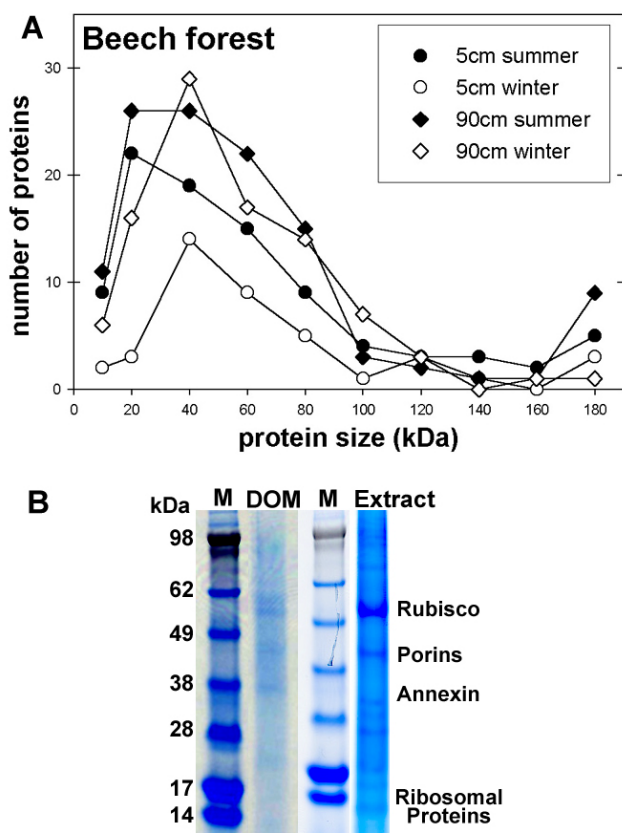 A
Beech forest
5cm summer
5cm winter
90cm summer
90cm winter
number of proteins
30
20
10
0
0 20 40 60 80 100 120 140 160 180
protein size (kDa)
B
kDa M DOM M Extract
98
62
49
38
28
17
14
Rubisco
Porins
Annexin
Ribosomal
Proteins